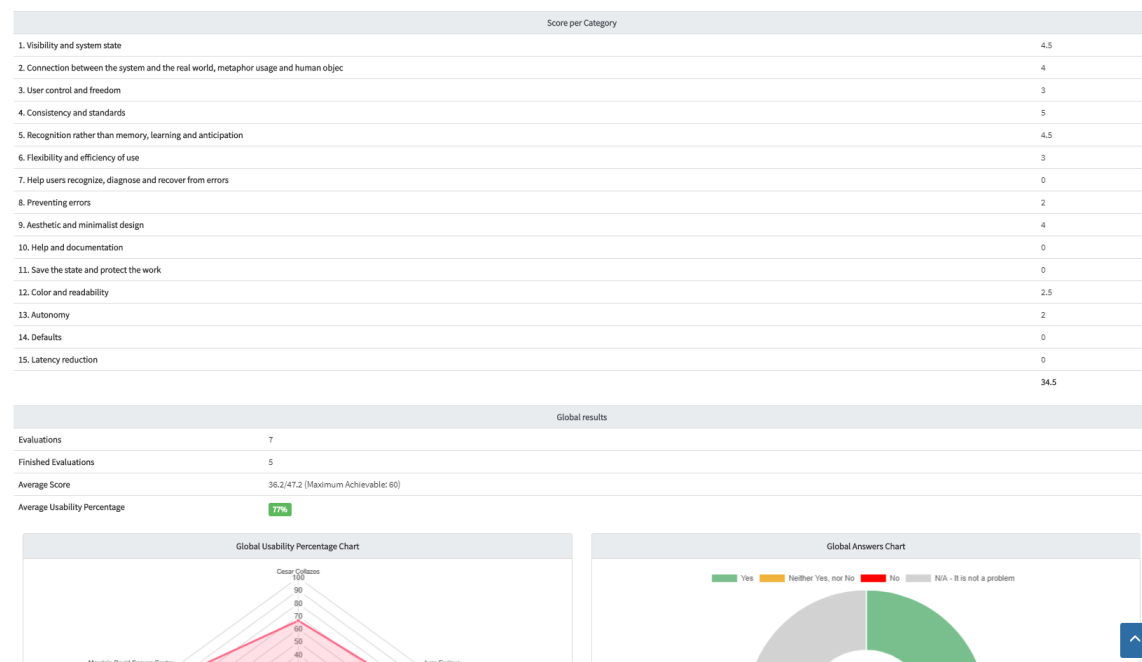 Score per Category
1. Visibility and system state 4.5
2. Connection between the system and the real world, metaphor usage and human objec 4
3. User control and freedom 3
4. Consistency and standards 5
5. Recognition rather than memory, learning and anticipation 4.5
6. Flexibility and efficiency of use 3
7. Help users recognize, diagnose and recover from errors 0
8. Preventing errors 2
9. Aesthetic and minimalist design 4
10. Help and documentation 0
11. Save the state and protect the work 0
12. Color and readability 2.5
13. Autonomy 2
14. Defaults 0
15. Latency reduction 0
34.5
Global results
Evaluations 7
Finished Evaluations 5
Average Score 36.2/47.2 (Maximum Achievable: 60)
Average Usability Percentage 77%
Global Usability Percentage Chart
Cesar Collazos
100
90
80
70
60
50
40
Global Answers Chart
Yes Neither Yes, nor No No N/A - It is not a problem